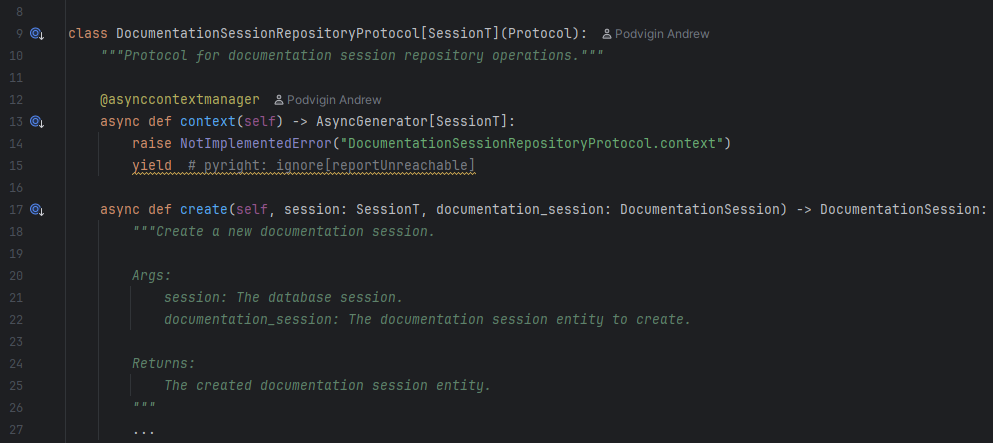 8
9 class DocumentationSessionRepositoryProtocol[SessionT](Protocol): Podvigin Andrew
10 """Protocol for documentation session repository operations."""
11
12 @asynccontextmanager Podvigin Andrew
13 async def context(self) -> AsyncGenerator[SessionT]:
14 raise NotImplementedError("DocumentationSessionRepositoryProtocol.context")
15 yield # pyright: ignore[reportUnreachable]
16
17 async def create(self, session: SessionT, documentation_session: DocumentationSession) -> DocumentationSession:
18 """Create a new documentation session.
19
20 Args:
21 session: The database session.
22 documentation_session: The documentation session entity to create.
23
24 Returns:
25 The created documentation session entity.
26 """
27 ...